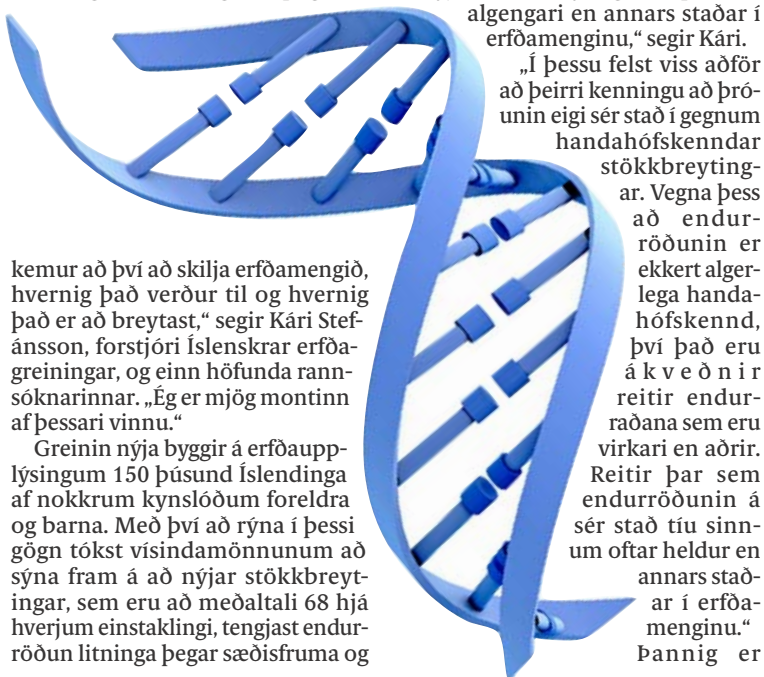 kemur að því að skilja erfðamengið,
hvernig það verður til og hvernig
það er að breytast,“ segir Kári Stef-
ánsson, forstjóri Íslenskrar erfða-
greiningar, og einn höfunda rann-
sóknarinnar. „Ég er mjög montinn
af þessari vinnu.“
Greinin nýja byggir á erfðaupp-
lýsingum 150 þúsund Íslendinga
af nokkrum kynslóðum foreldra
og barna. Með því að rýna í þessi
gögn tókst vísindamönnunum að
sýna fram á að nýjar stökkbreyt-
ingar, sem eru að meðaltali 68 hjá
hverjum einstaklingi, tengjast endur-
röðun litninga þegar sæðisfruma og
algengari en annars staðar í
erfðamenginu,“ segir Kári.
„Í þessu felst viss aðför
að þeirri kenningu að þró-
unin eigi sér stað í gegnum
handahófskenndar
stökkbreyting-
ar. Vegna þess
að endur-
röðunin er
ekkert alger-
lega handa-
hófskennd,
því það eru
ákveðnir
reitir endur-
raðana sem eru
virkari en aðrir.
Reitir þar sem
endurröðunin á
sér stað tíu sinn-
um oftar heldur en
annars stað-
ar í erfða-
menginu.“
Þannig er